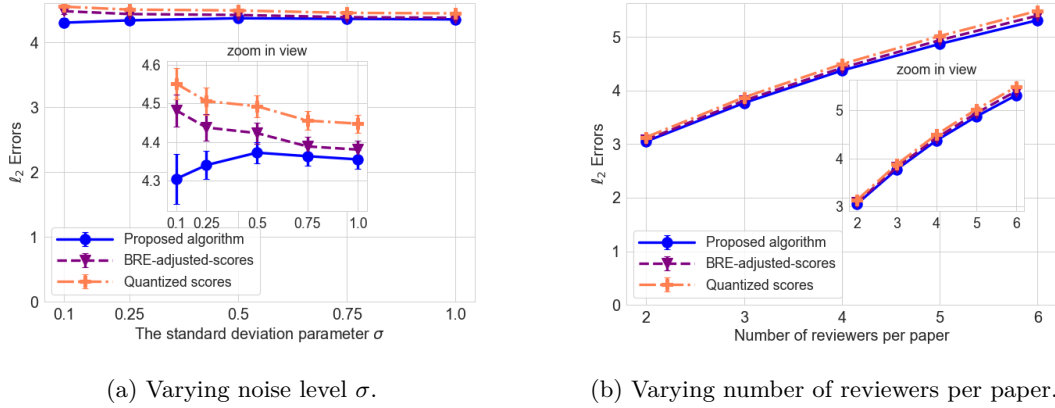 4
3
2
1
0
ℓ2 Errors
zoom in view
4.6
4.5
4.4
4.3
0.1 0.25 0.5 0.75 1.0
Proposed algorithm
BRE-adjusted-scores
Quantized scores
0.1 0.25 0.5 0.75 1.0
The standard deviation parameter σ
(a) Varying noise level σ.
5
4
3
2
1
0
ℓ2 Errors
zoom in view
5
4
3
2 3 4 5 6
Proposed algorithm
BRE-adjusted-scores
Quantized scores
2 3 4 5 6
Number of reviewers per paper
(b) Varying number of reviewers per paper.